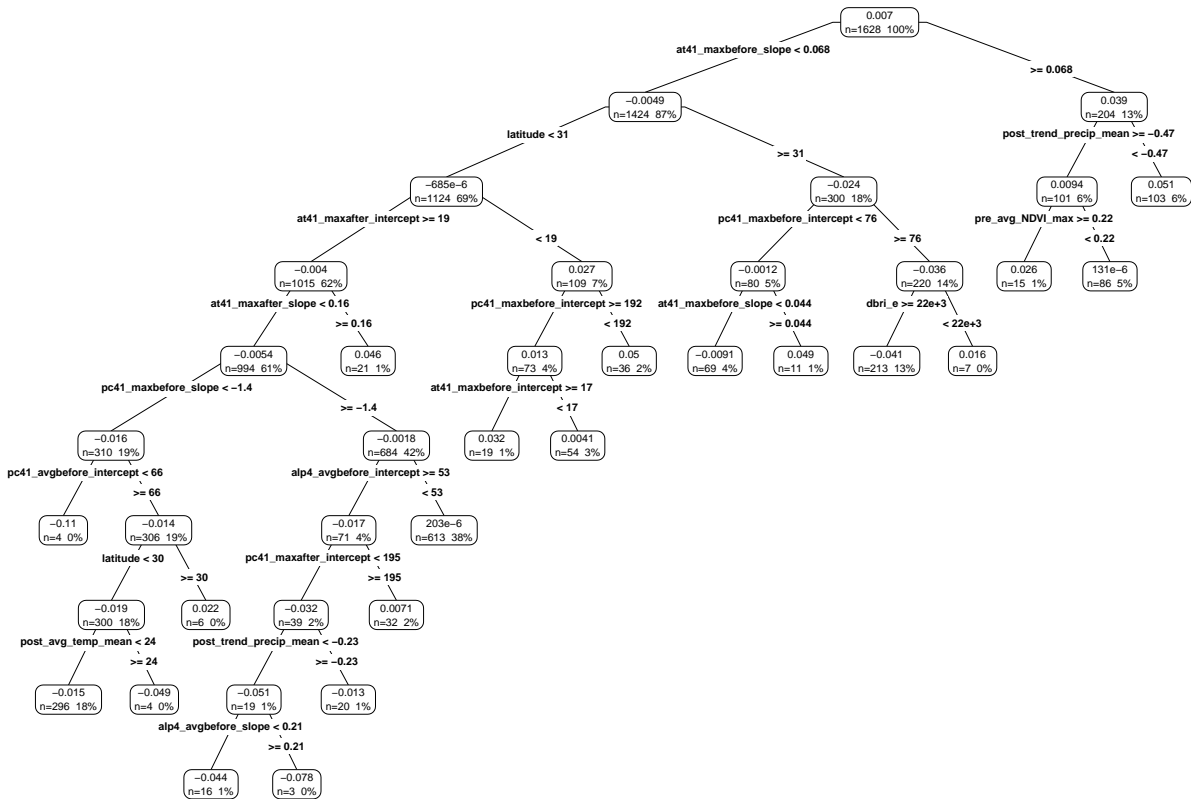 0.007
n=1628 100%
at41_maxbefore_slope < 0.068
>= 0.068
−0.0049
n=1424 87%
0.039
n=204 13%
latitude < 31
>= 31
post_trend_precip_mean >= −0.47
< −0.47
−685e−6
n=1124 69%
−0.024
n=300 18%
0.0094
n=101 6%
0.051
n=103 6%
at41_maxafter_intercept >= 19
< 19
pc41_maxbefore_intercept < 76
>= 76
pre_avg_NDVI_max >= 0.22
< 0.22
−0.004
n=1015 62%
0.027
n=109 7%
−0.0012
n=80 5%
−0.036
n=220 14%
0.026
n=15 1%
131e−6
n=86 5%
at41_maxafter_slope < 0.16
>= 0.16
pc41_maxbefore_intercept >= 192
< 192
at41_maxbefore_slope < 0.044
>= 0.044
dbri_e >= 22e+3
< 22e+3
−0.0054
n=994 61%
0.046
n=21 1%
0.013
n=73 4%
0.05
n=36 2%
−0.0091
n=69 4%
0.049
n=11 1%
−0.041
n=213 13%
0.016
n=7 0%
pc41_maxbefore_slope < −1.4
>= −1.4
at41_maxbefore_intercept >= 17
< 17
−0.016
n=310 19%
−0.0018
n=684 42%
0.032
n=19 1%
0.0041
n=54 3%
pc41_avgbefore_intercept < 66
>= 66
alp4_avgbefore_intercept >= 53
< 53
−0.11
n=4 0%
−0.014
n=306 19%
−0.017
n=71 4%
203e−6
n=613 38%
latitude < 30
>= 30
pc41_maxafter_intercept < 195
>= 195
−0.019
n=300 18%
0.022
n=6 0%
−0.032
n=39 2%
0.0071
n=32 2%
post_avg_temp_mean < 24
>= 24
post_trend_precip_mean < −0.23
>= −0.23
−0.015
n=296 18%
−0.049
n=4 0%
−0.051
n=19 1%
−0.013
n=20 1%
alp4_avgbefore_slope < 0.21
>= 0.21
−0.044
n=16 1%
−0.078
n=3 0%